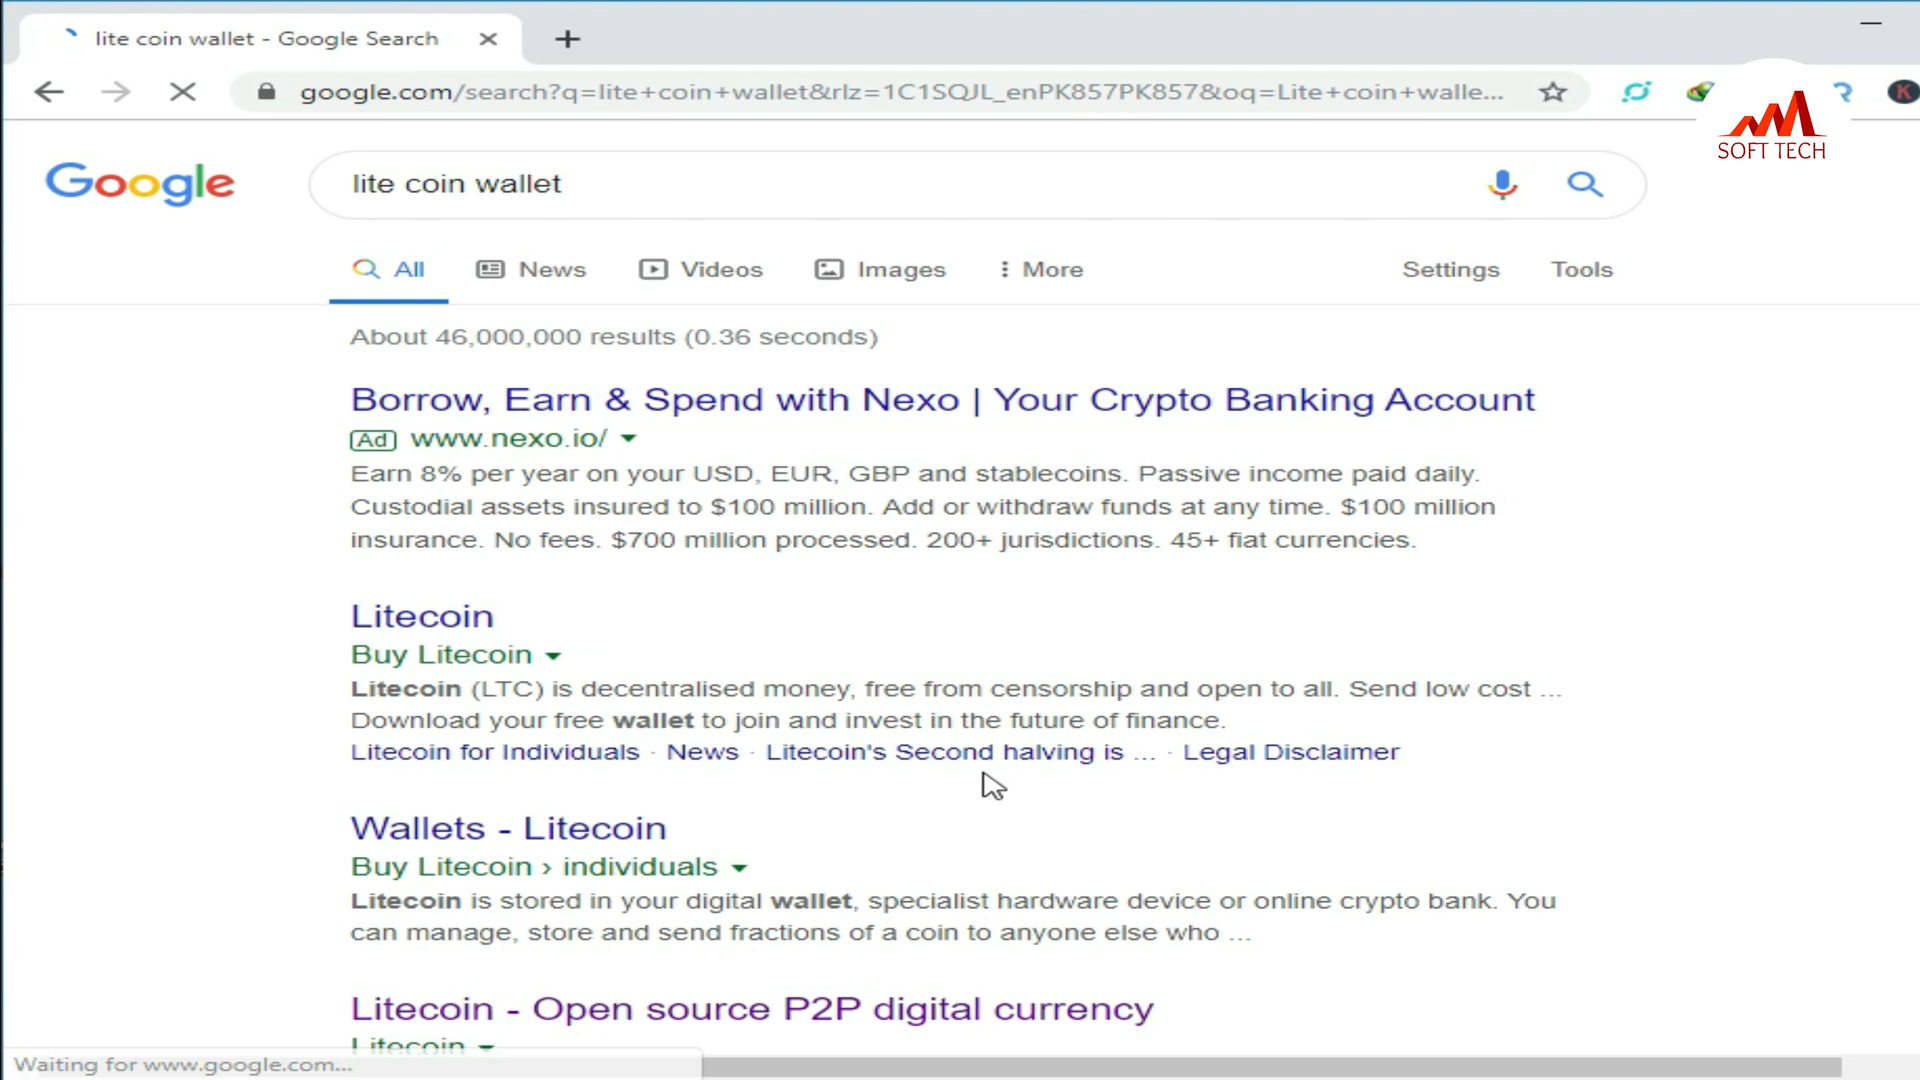 lite coin wallet - Google Search
google.com/search?q=lite+coin+wallet&rlz=1C1SQJL_enPK857PK857&oq=Lite+coin+walle...
K
SOFT TECH
Google
lite coin wallet
All News Videos Images More Settings Tools
About 46,000,000 results (0.36 seconds)
Borrow, Earn & Spend with Nexo | Your Crypto Banking Account
Ad www.nexo.io/
Earn 8% per year on your USD, EUR, GBP and stablecoins. Passive income paid daily.
Custodial assets insured to $100 million. Add or withdraw funds at any time. $100 million
insurance. No fees. $700 million processed. 200+ jurisdictions. 45+ fiat currencies.
Litecoin
Buy Litecoin
Litecoin (LTC) is decentralised money, free from censorship and open to all. Send low cost ...
Download your free wallet to join and invest in the future of finance.
Litecoin for Individuals · News · Litecoin's Second halving is ... · Legal Disclaimer
Wallets - Litecoin
Buy Litecoin › individuals
Litecoin is stored in your digital wallet, specialist hardware device or online crypto bank. You
can manage, store and send fractions of a coin to anyone else who ...
Litecoin - Open source P2P digital currency
Litecoin
Waiting for www.google.com...